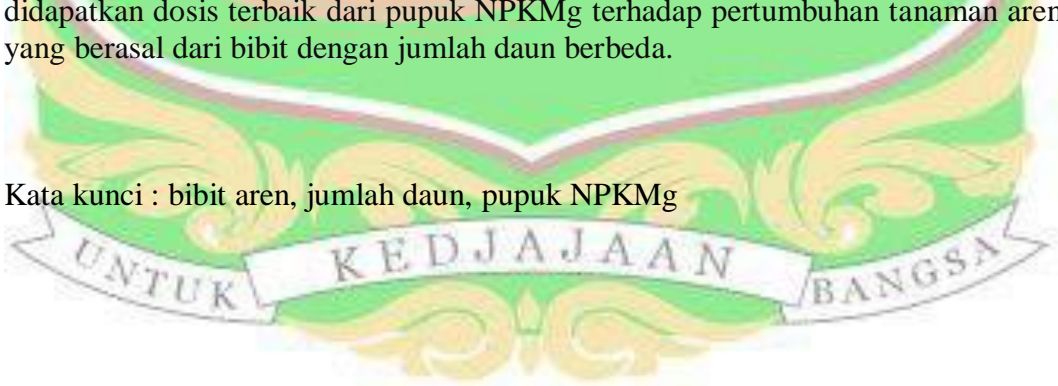 didapatkan dosis terbaik dari pupuk NPKMg terhadap pertumbuhan tanaman aren
yang berasal dari bibit dengan jumlah daun berbeda.
Kata kunci : bibit aren, jumlah daun, pupuk NPKMg
UNTUK KEDJAJAAN BANGSA